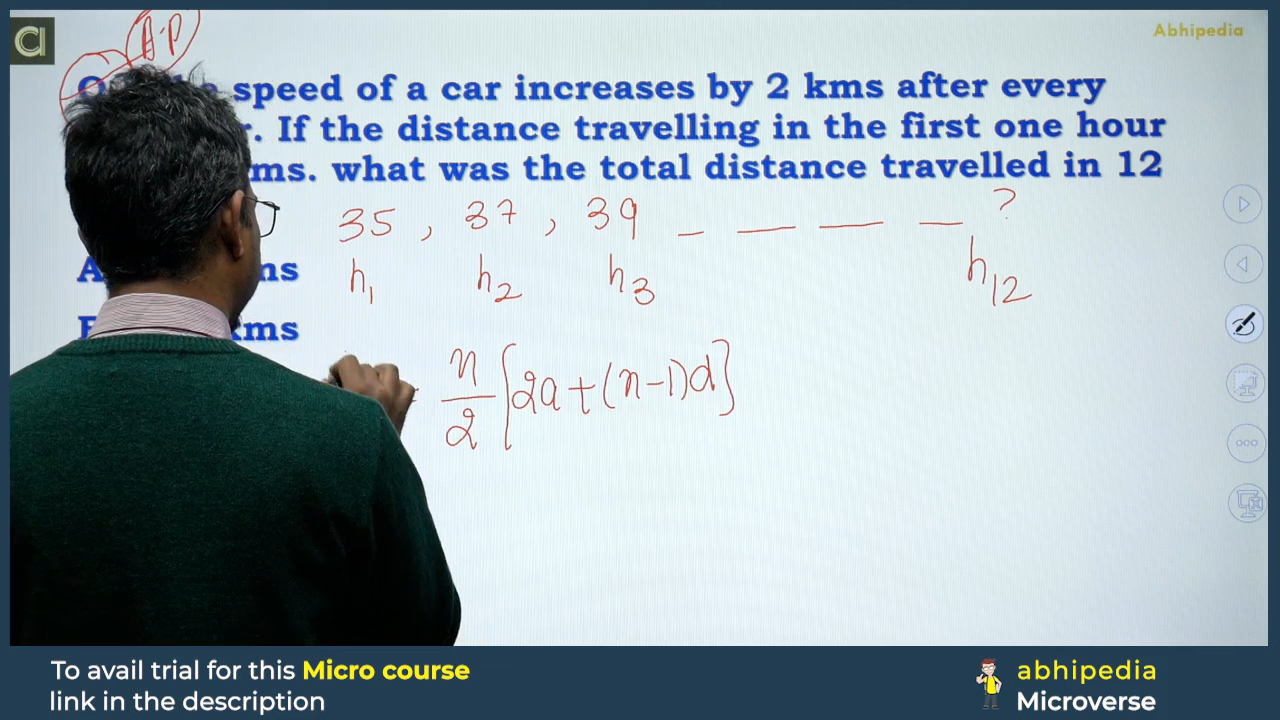 A.P
Abhipedia
speed of a car increases by 2 kms after every
If the distance travelling in the first one hour
what was the total distance travelled in 12
35 , 37 , 39 _ _ _ _ ?
h1 h2 h3 h12
kms
n/2 [2a+(n-1)d]
To avail trial for this Micro course
link in the description
abhipedia
Microverse